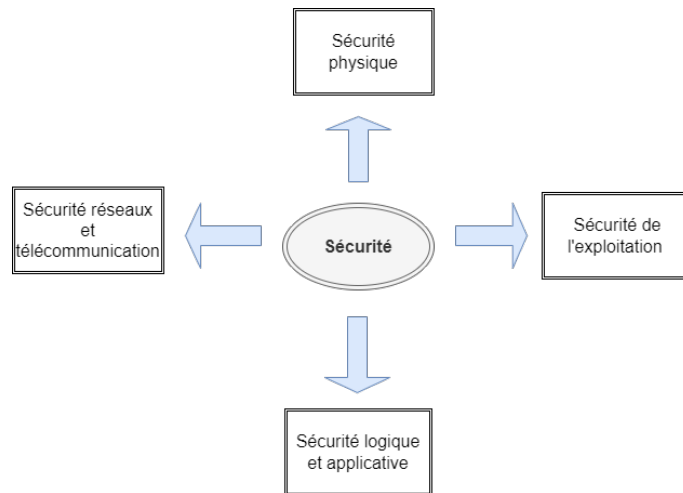 Sécurité
physique
Sécurité réseaux
et
télécommunication
Sécurité
Sécurité de
l'exploitation
Sécurité logique
et applicative